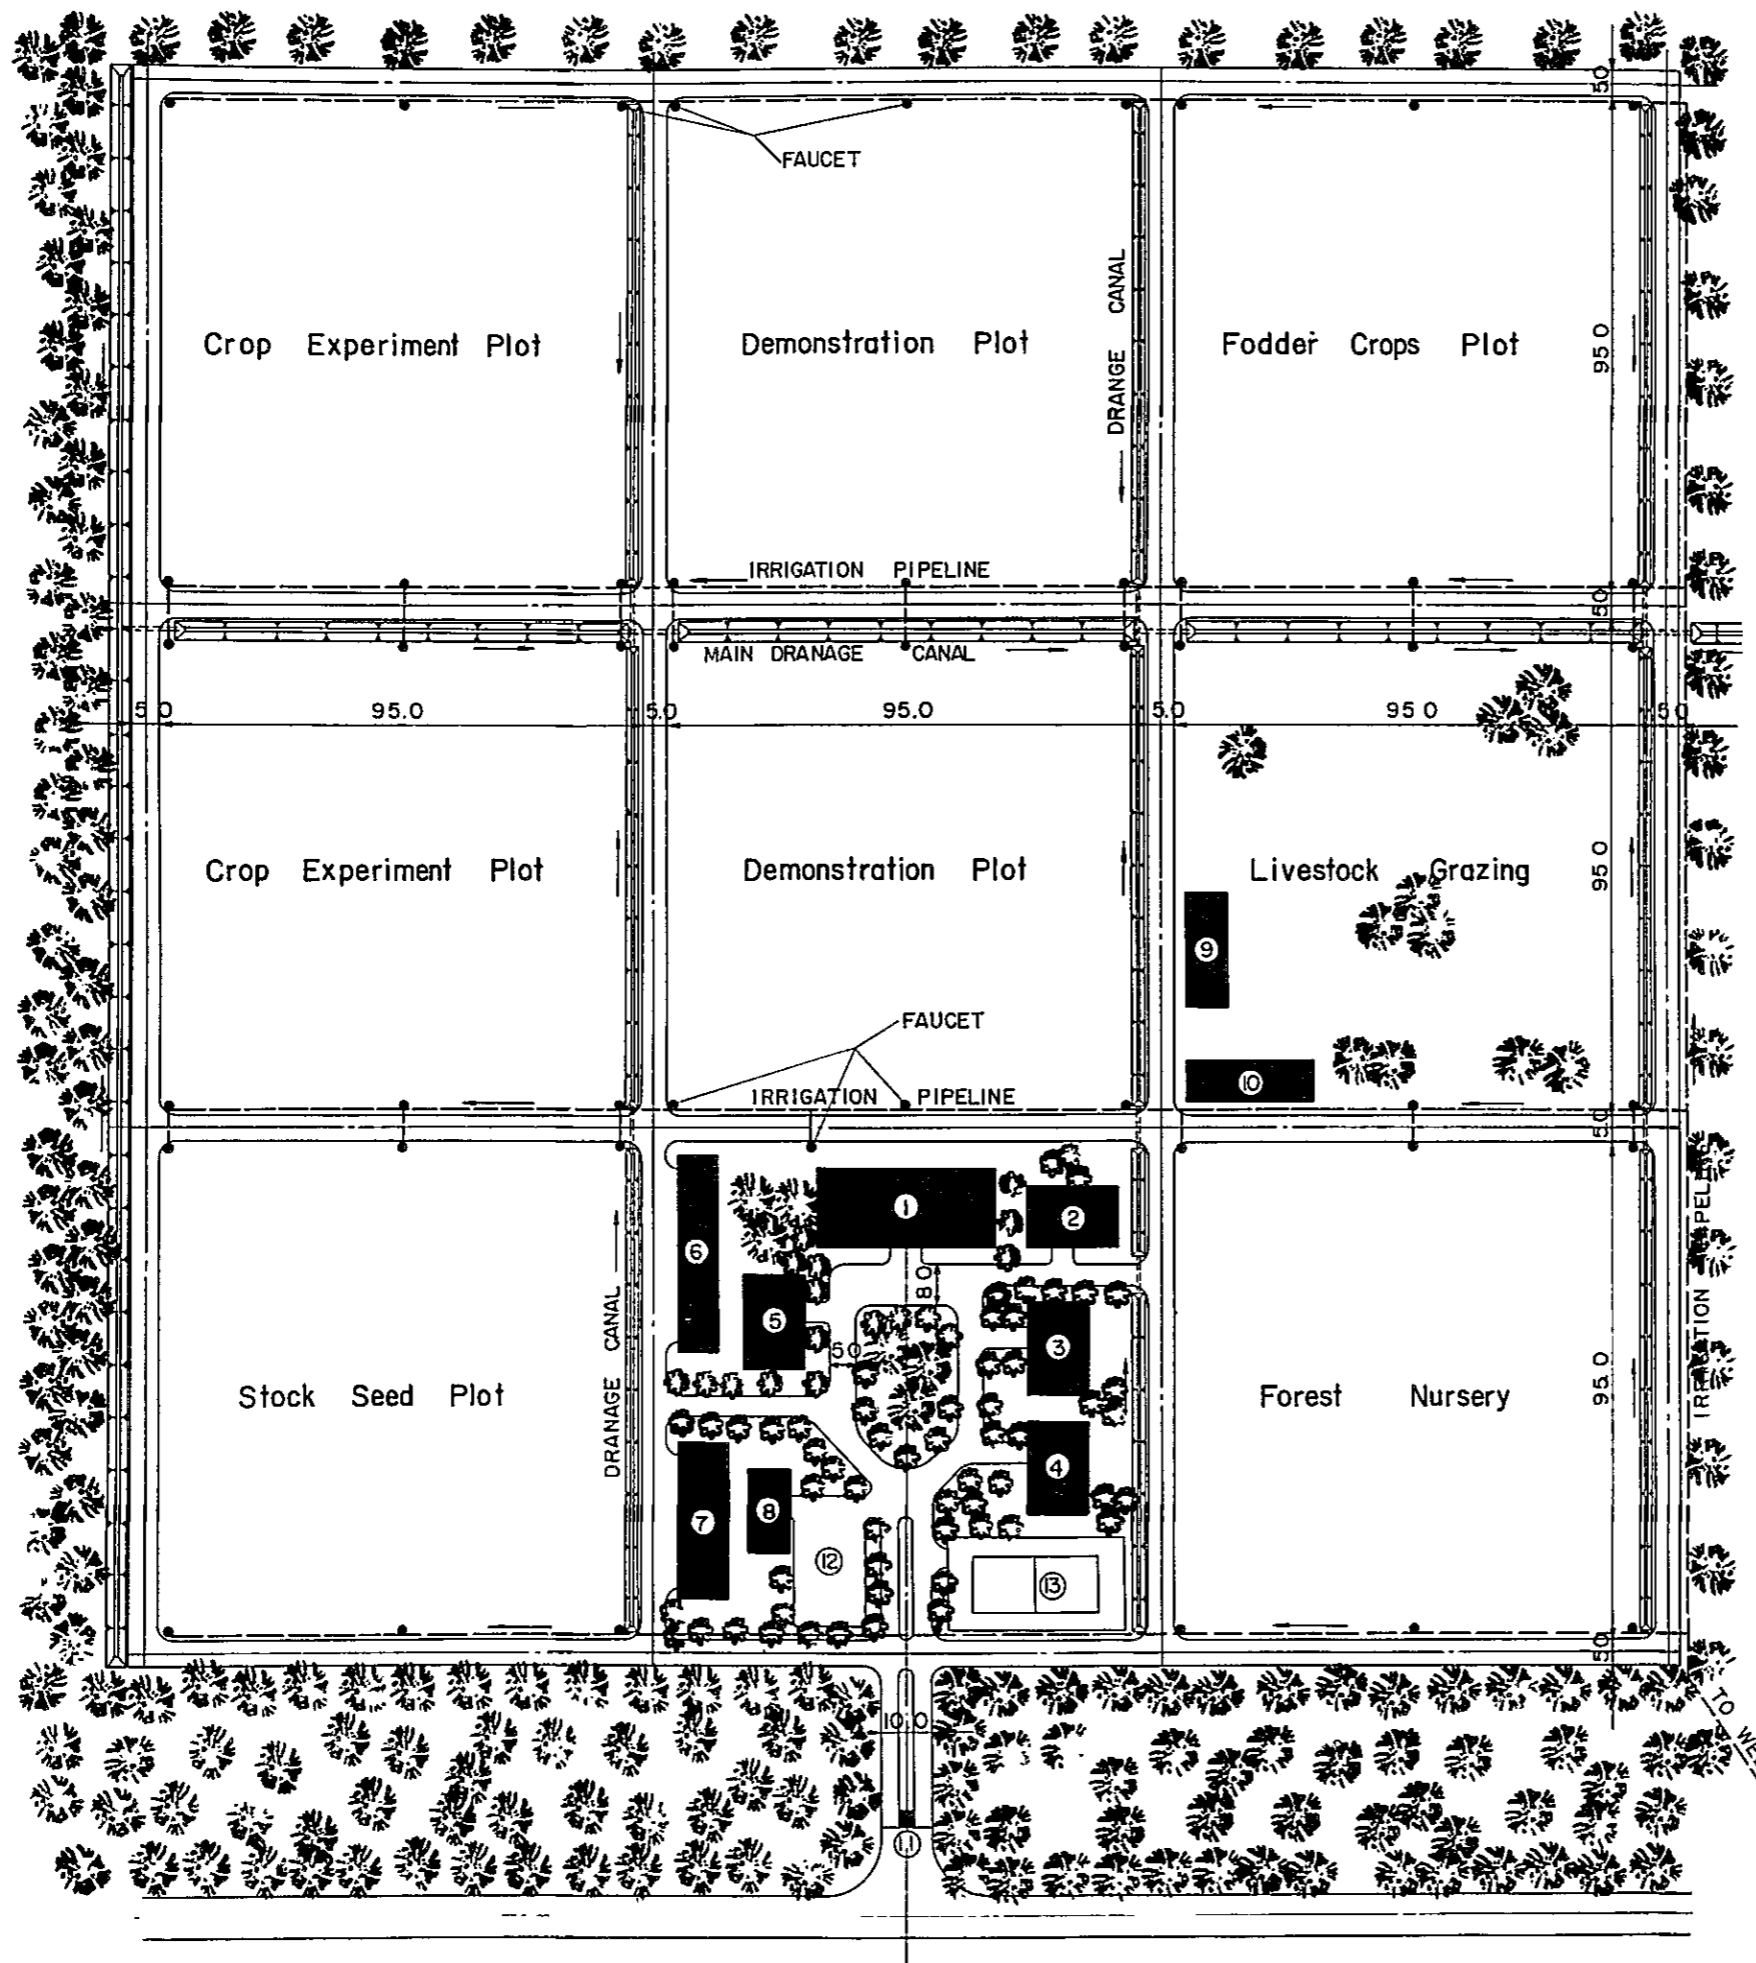 50
FAUCET
Crop Experiment Plot
Demonstration Plot
Fodder Crops Plot
DRANGE CANAL
95.0
IRRIGATION PIPELINE
5.0
MAIN DRANAGE CANAL
5.0
95.0
5.0
95.0
5.0
95.0
5.0
Crop Experiment Plot
Demonstration Plot
Livestock Grazing
95.0
9
FAUCET
10
IRRIGATION PIPELINE
5.0
1
2
6
8.0
5
3
5.0
Stock Seed Plot
DRANAGE CANAL
Forest Nursery
95.0
IRRIGATION PIPELINE
4
7
8
12
13
5.0
10.0
TO WE
11